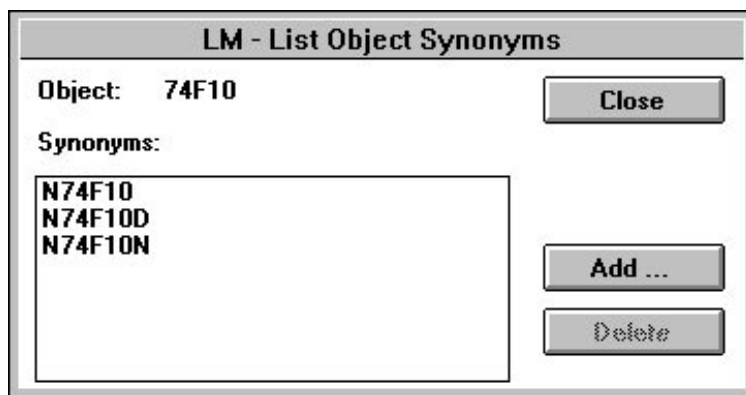 LM - List Object Synonyms
Object: 74F10
Close
Synonyms:
N74F10
N74F10D
N74F10N
Add ...
Delete